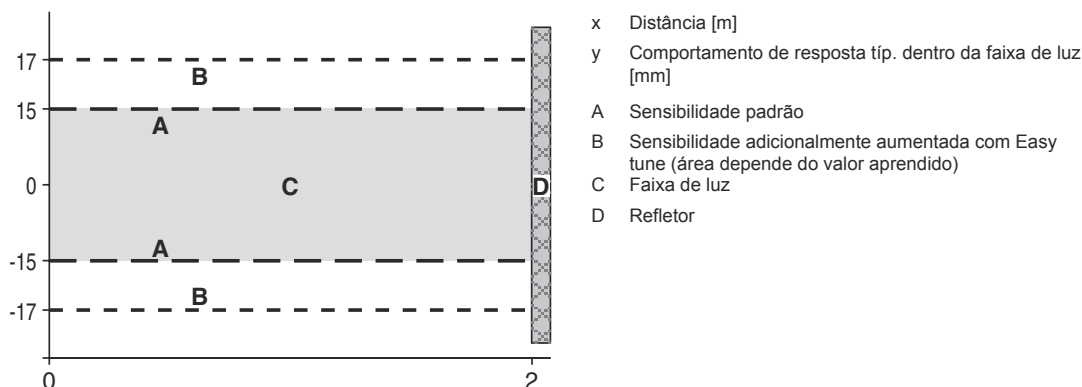 17
B
15
A
0
C
D
A
-15
B
-17
0
2
x Distância [m]
y Comportamento de resposta típ. dentro da faixa de luz
[mm]
A Sensibilidade padrão
B Sensibilidade adicionalmente aumentada com Easy
tune (área depende do valor aprendido)
C Faixa de luz
D Refletor